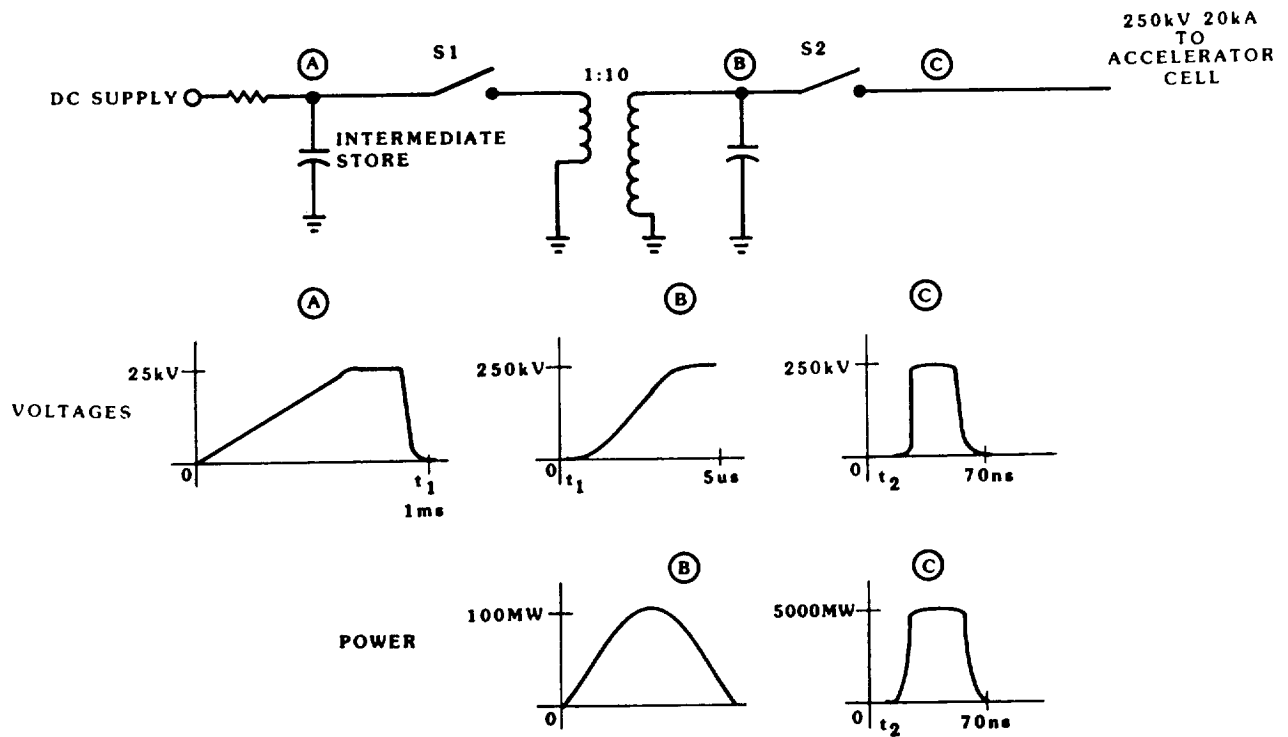 250kV 20kA
TO
ACCELERATOR
CELL
A
S1
1:10
B
S2
C
DC SUPPLY
INTERMEDIATE
STORE
A
B
C
VOLTAGES
25kV
0
t1
1ms
250kV
0
t1
5us
250kV
0
t2
70ns
B
C
POWER
100MW
0
5000MW
0
t2
70ns